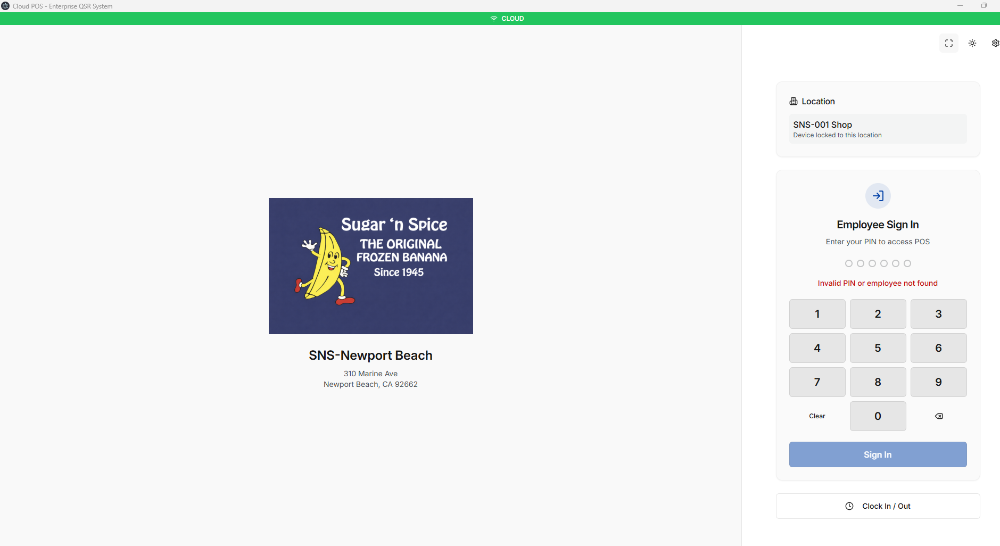 Cloud POS - Enterprise QSR System
CLOUD
Sugar ‘n Spice
THE ORIGINAL
FROZEN BANANA
Since 1945
SNS-Newport Beach
310 Marine Ave
Newport Beach, CA 92662
Location
SNS-001 Shop
Device locked to this location
Employee Sign In
Enter your PIN to access POS
Invalid PIN or employee not found
1 2 3
4 5 6
7 8 9
Clear 0
Sign In
Clock In / Out